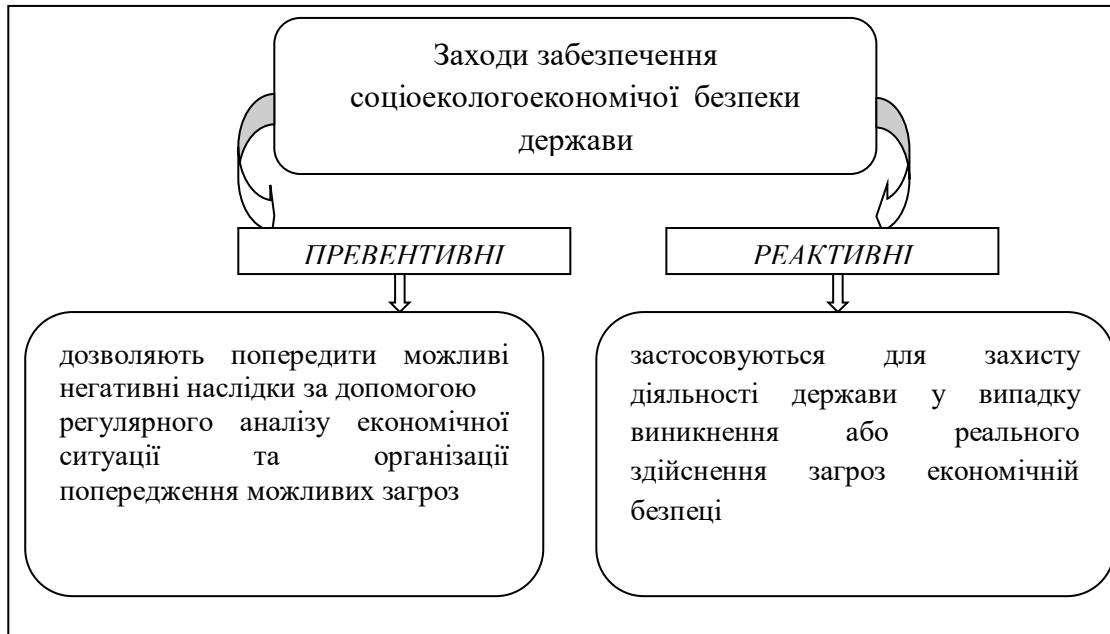 Заходи забезпечення
соціоекологоекономічої безпеки
держави
ПРЕВЕНТИВНІ
РЕАКТИВНІ
дозволяють попередити можливі
негативні наслідки за допомогою
регулярного аналізу економічної
ситуації та організації
попередження можливих загроз
застосовуються для захисту
діяльності держави у випадку
виникнення або реального
здійснення загроз економічній
безпеці